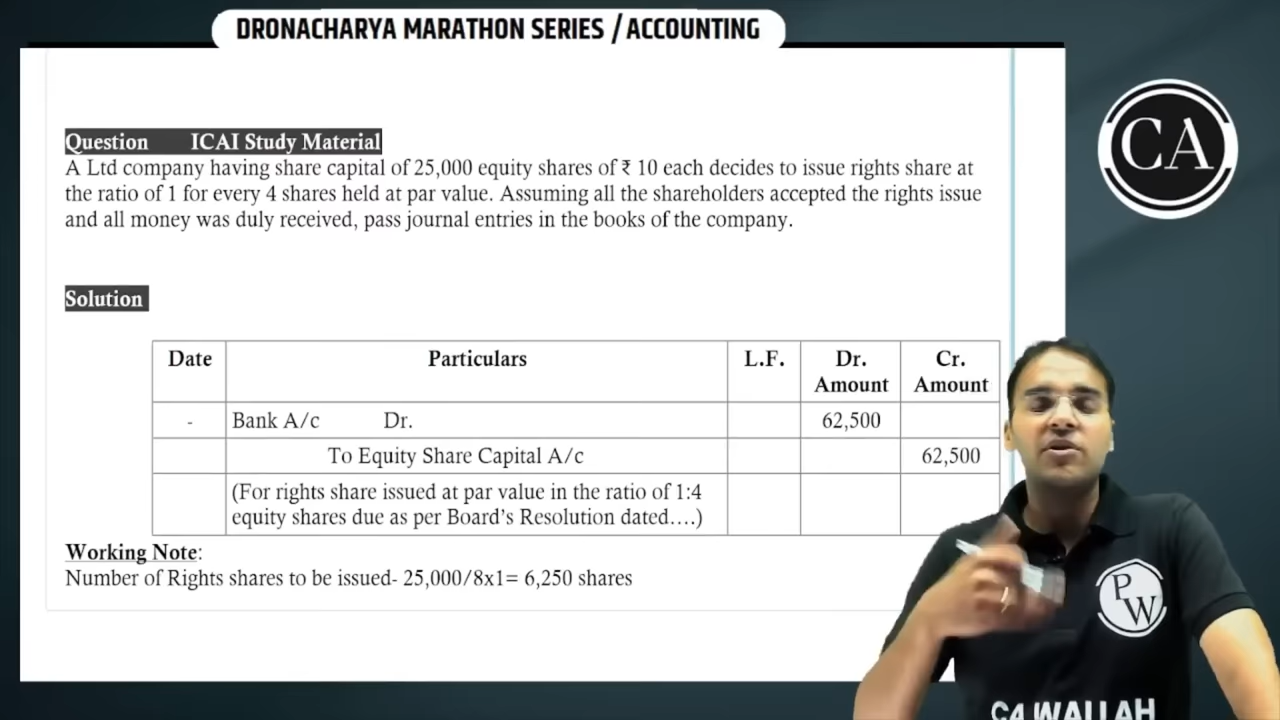 DRONACHARYA MARATHON SERIES / ACCOUNTING
CA
Question ICAI Study Material
A Ltd company having share capital of 25,000 equity shares of ₹ 10 each decides to issue rights share at
the ratio of 1 for every 4 shares held at par value. Assuming all the shareholders accepted the rights issue
and all money was duly received, pass journal entries in the books of the company.
Solution
Date Particulars L.F. Dr. Amount Cr. Amount
- Bank A/c Dr. 62,500
To Equity Share Capital A/c 62,500
(For rights share issued at par value in the ratio of 1:4
equity shares due as per Board’s Resolution dated….)
Working Note:
Number of Rights shares to be issued- 25,000/8x1= 6,250 shares
PW
CA WALLAH